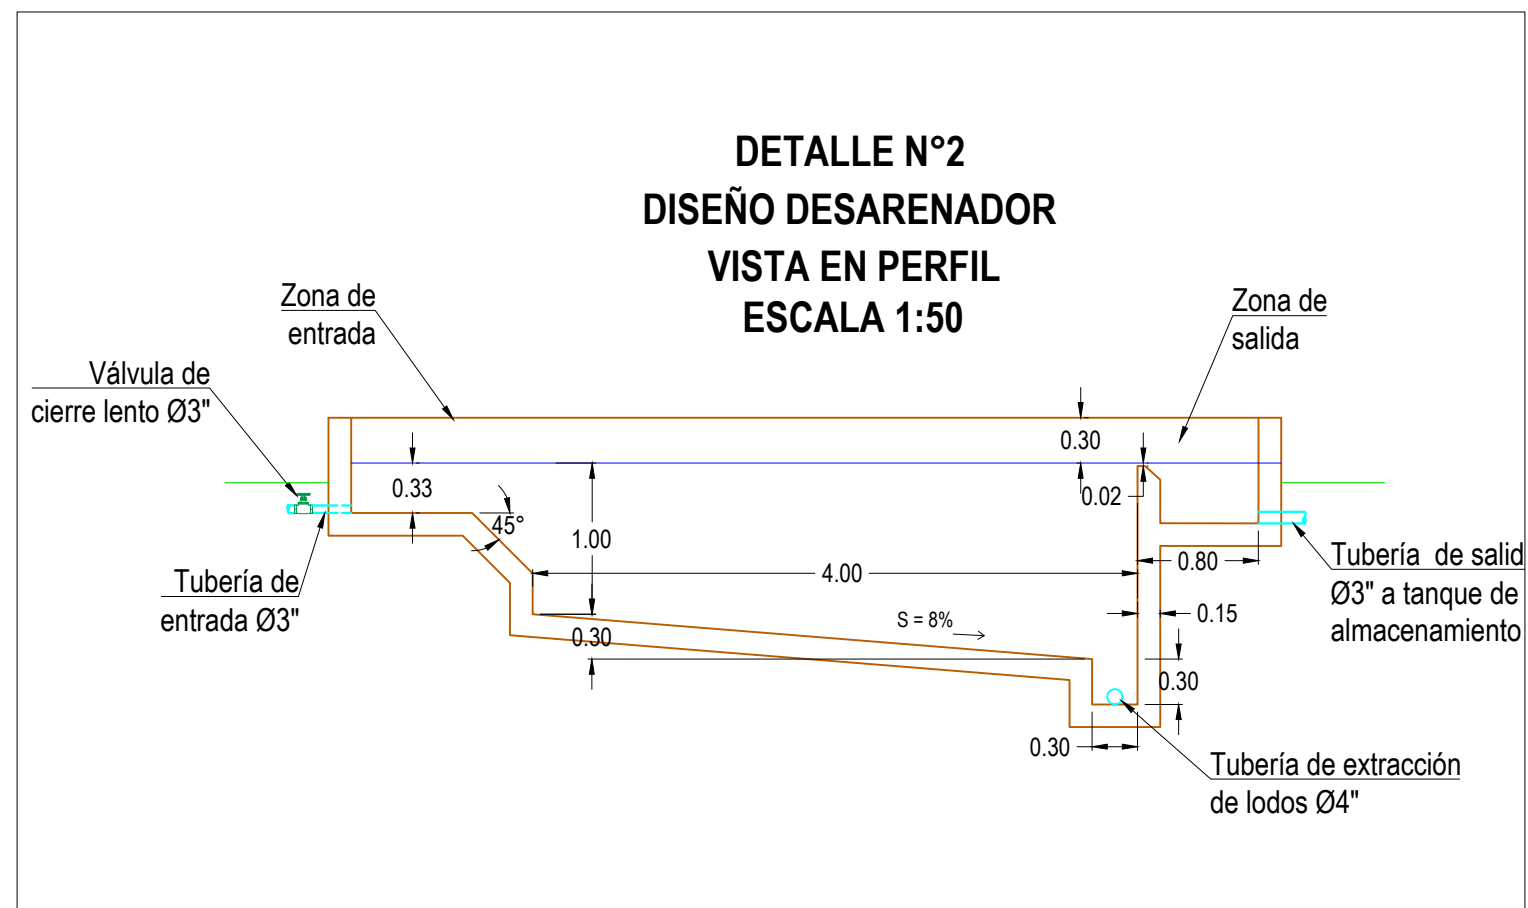 DETALLE N°2
DISEÑO DESARENADOR
VISTA EN PERFIL
ESCALA 1:50
Zona de
entrada
Zona de
salida
Válvula de
cierre lento Ø3"
0.30
0.33
0.02
45°
1.00
4.00
0.80
Tubería de salid
Ø3" a tanque de
almacenamiento
Tubería de
entrada Ø3"
0.15
S = 8%
0.30
0.30
0.30
Tubería de extracción
de lodos Ø4"